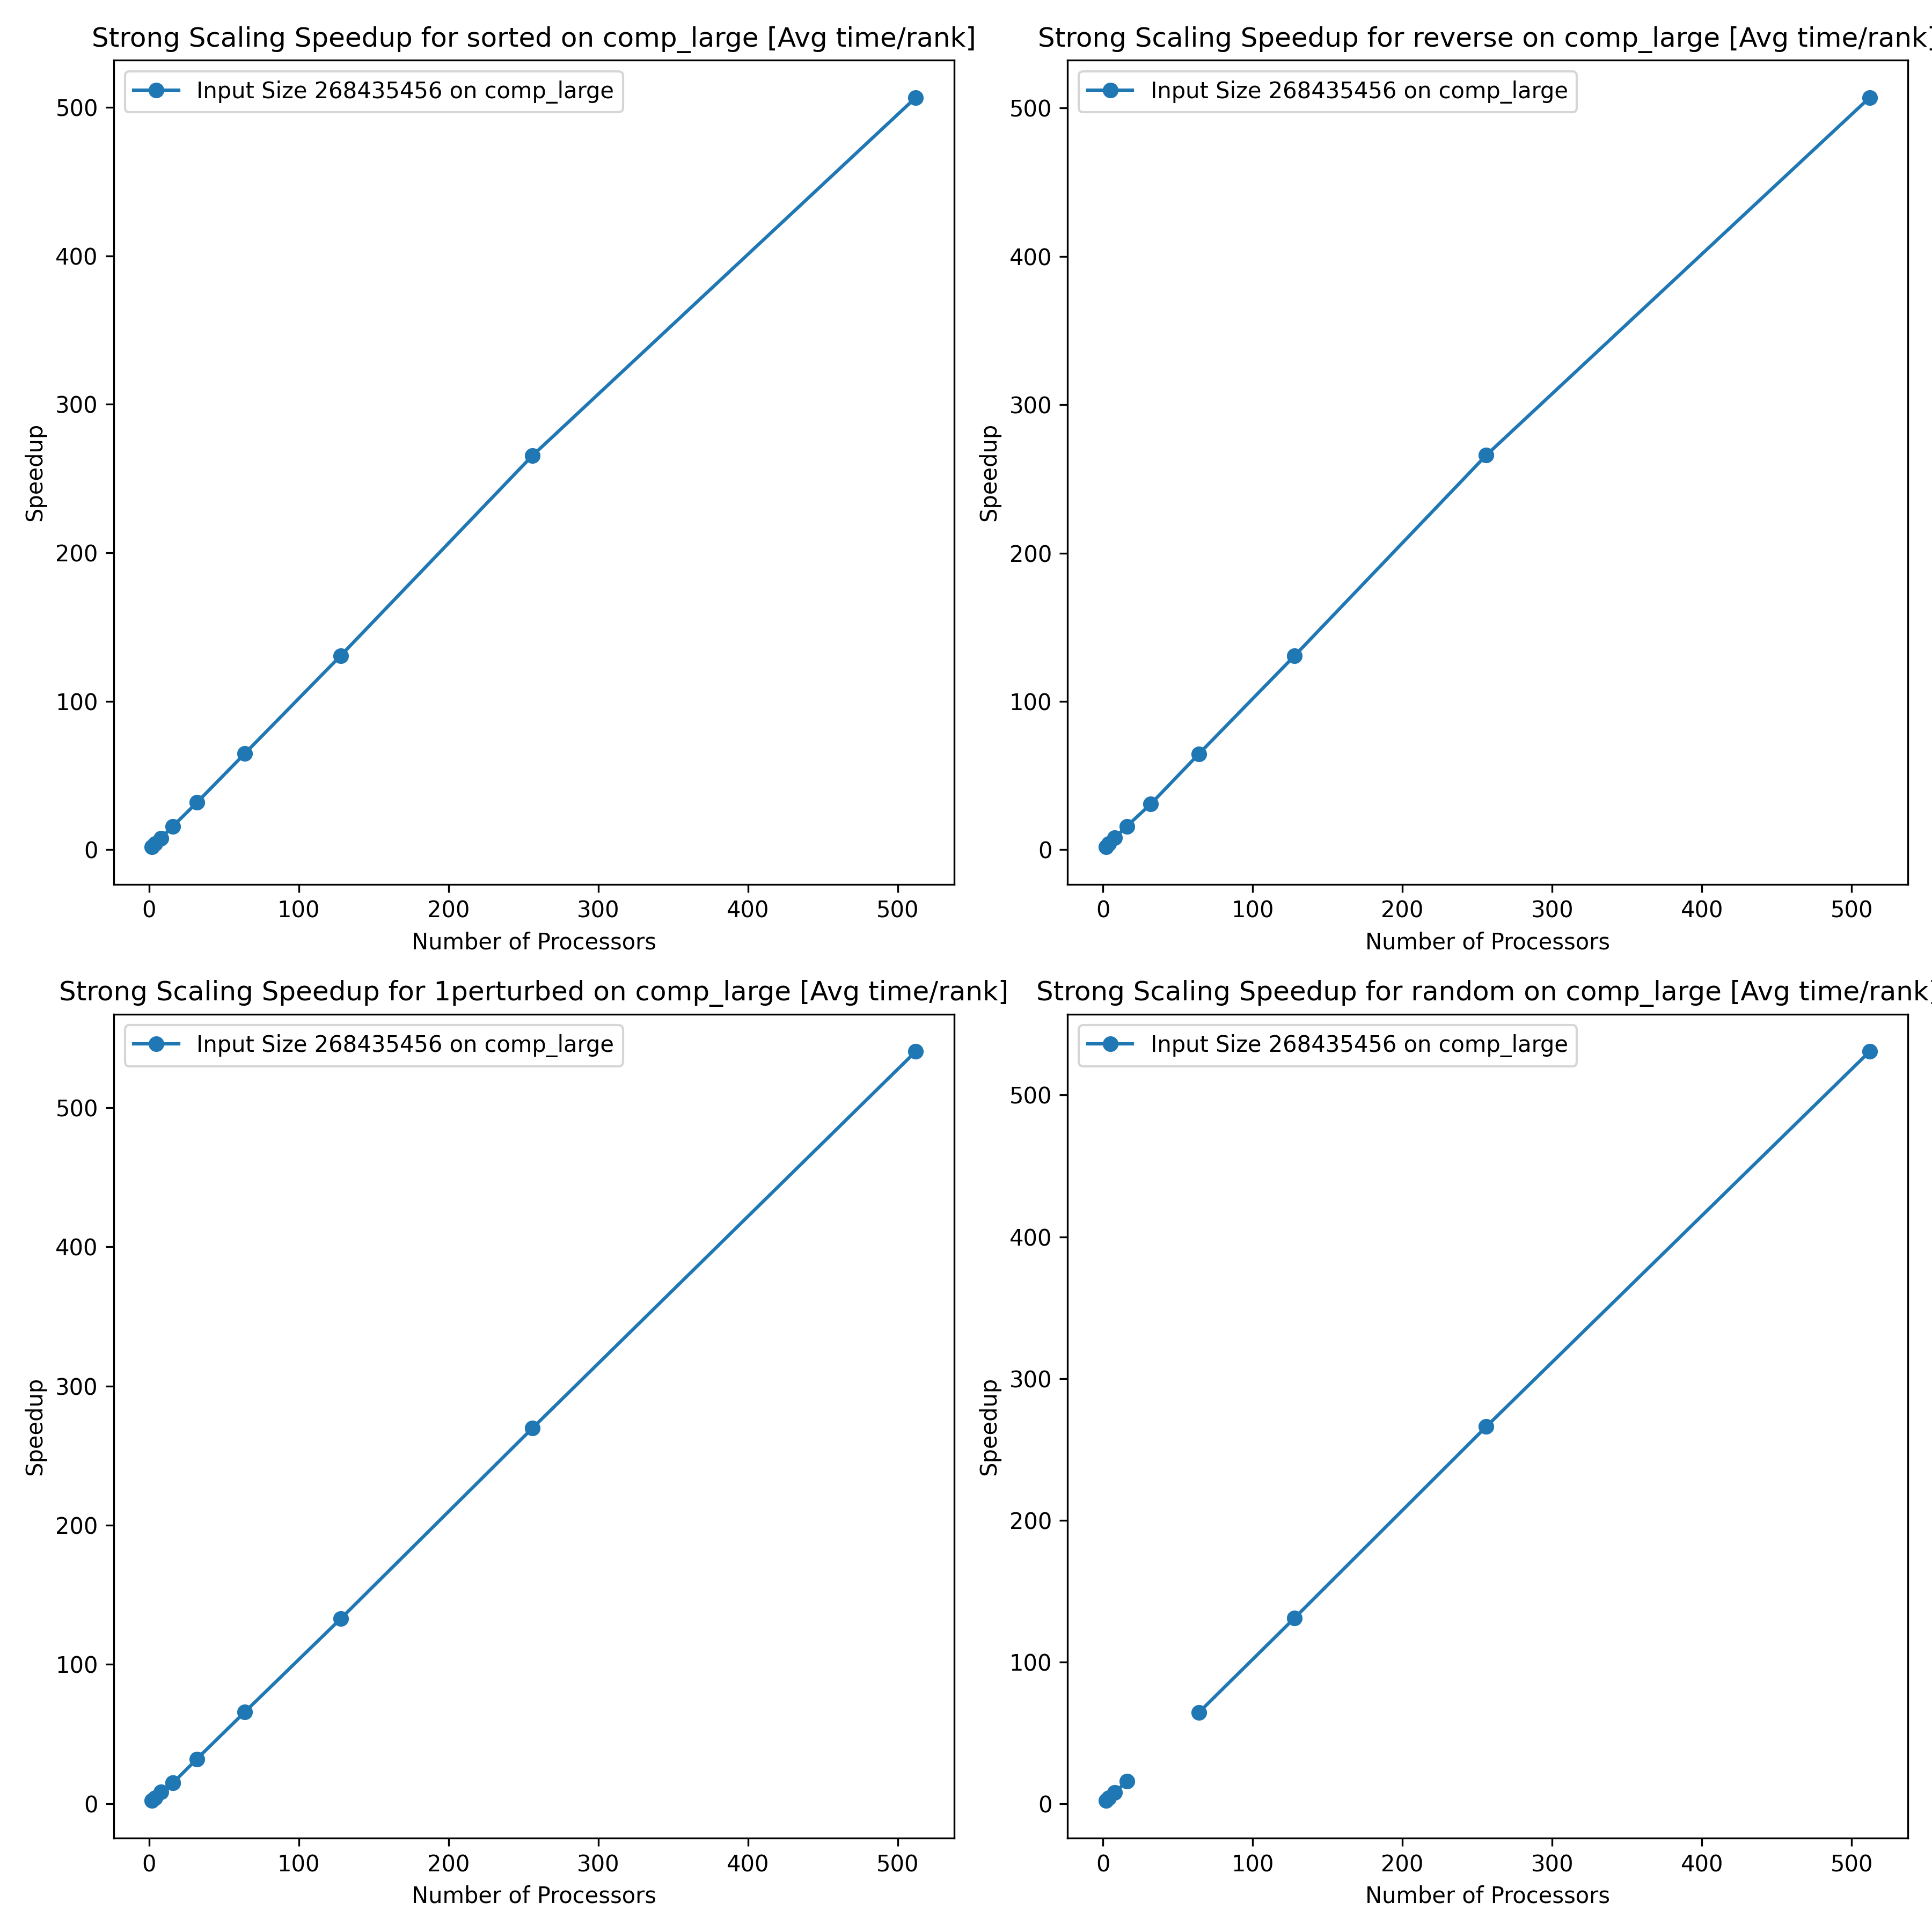 Strong Scaling Speedup for sorted on comp_large [Avg time/rank]
Input Size 268435456 on comp_large
500
400
300
200
100
0
Speedup
0 100 200 300 400 500
Number of Processors
Strong Scaling Speedup for reverse on comp_large [Avg time/rank]
Input Size 268435456 on comp_large
500
400
300
200
100
0
Speedup
0 100 200 300 400 500
Number of Processors
Strong Scaling Speedup for 1perturbed on comp_large [Avg time/rank]
Input Size 268435456 on comp_large
500
400
300
200
100
0
Speedup
0 100 200 300 400 500
Number of Processors
Strong Scaling Speedup for random on comp_large [Avg time/rank]
Input Size 268435456 on comp_large
500
400
300
200
100
0
Speedup
0 100 200 300 400 500
Number of Processors